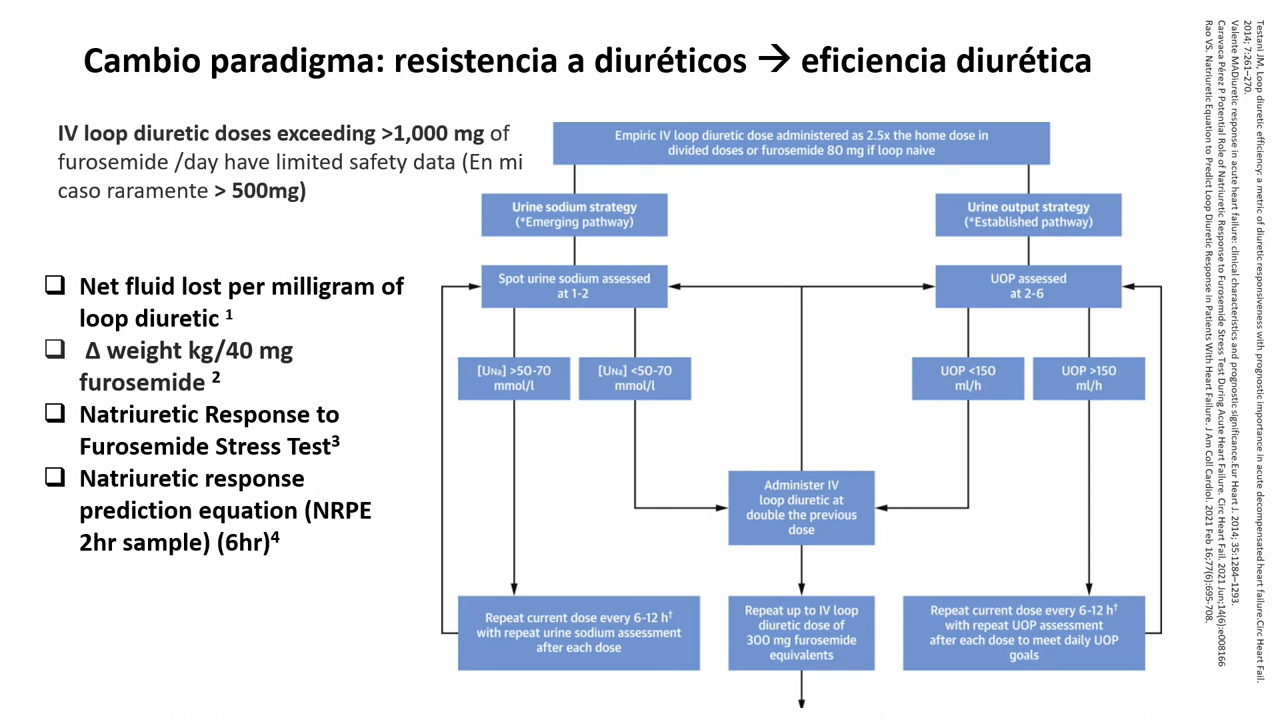 Cambio paradigma: resistencia a diuréticos → eficiencia diurética
IV loop diuretic doses exceeding >1,000 mg of
furosemide /day have limited safety data (En mi
caso raramente > 500mg)
❑ Net fluid lost per milligram of
loop diuretic ¹
❑ Δ weight kg/40 mg
furosemide ²
❑ Natriuretic Response to
Furosemide Stress Test³
❑ Natriuretic response
prediction equation (NRPE
2hr sample) (6hr)⁴
Empiric IV loop diuretic dose administered as 2.5x the home dose in
divided doses or furosemide 80 mg if loop naive
Urine sodium strategy
(*Emerging pathway)
Urine output strategy
(*Established pathway)
Spot urine sodium assessed
at 1-2
UOP assessed
at 2-6
[UNa] >50-70
mmol/l
[UNa] <50-70
mmol/l
UOP <150
ml/h
UOP >150
ml/h
Administer IV
loop diuretic at
double the previous
dose
Repeat current dose every 6-12 h†
with repeat urine sodium assessment
after each dose
Repeat up to IV loop
diuretic dose of
300 mg furosemide
equivalents
Repeat current dose every 6-12 h†
with repeat UOP assessment
after each dose to meet daily UOP
goals
Testani JM, Loop diuretic efficiency: a metric of diuretic responsiveness with prognostic importance in acute decompensated heart failure.Circ Heart Fail.
2014; 7:261–270.
Valente MADiuretic response in acute heart failure: clinical characteristics and prognostic significance.Eur Heart J. 2014; 35:1284–1293.
Caravaca Pérez P Potential Role of Natriuretic Response to Furosemide Stress Test During Acute Heart Failure. Circ Heart Fail. 2021 Jun;14(6):e008166
Rao VS. Natriuretic Equation to Predict Loop Diuretic Response in Patients With Heart Failure. J Am Coll Cardiol. 2021 Feb 16;77(6):695-708.